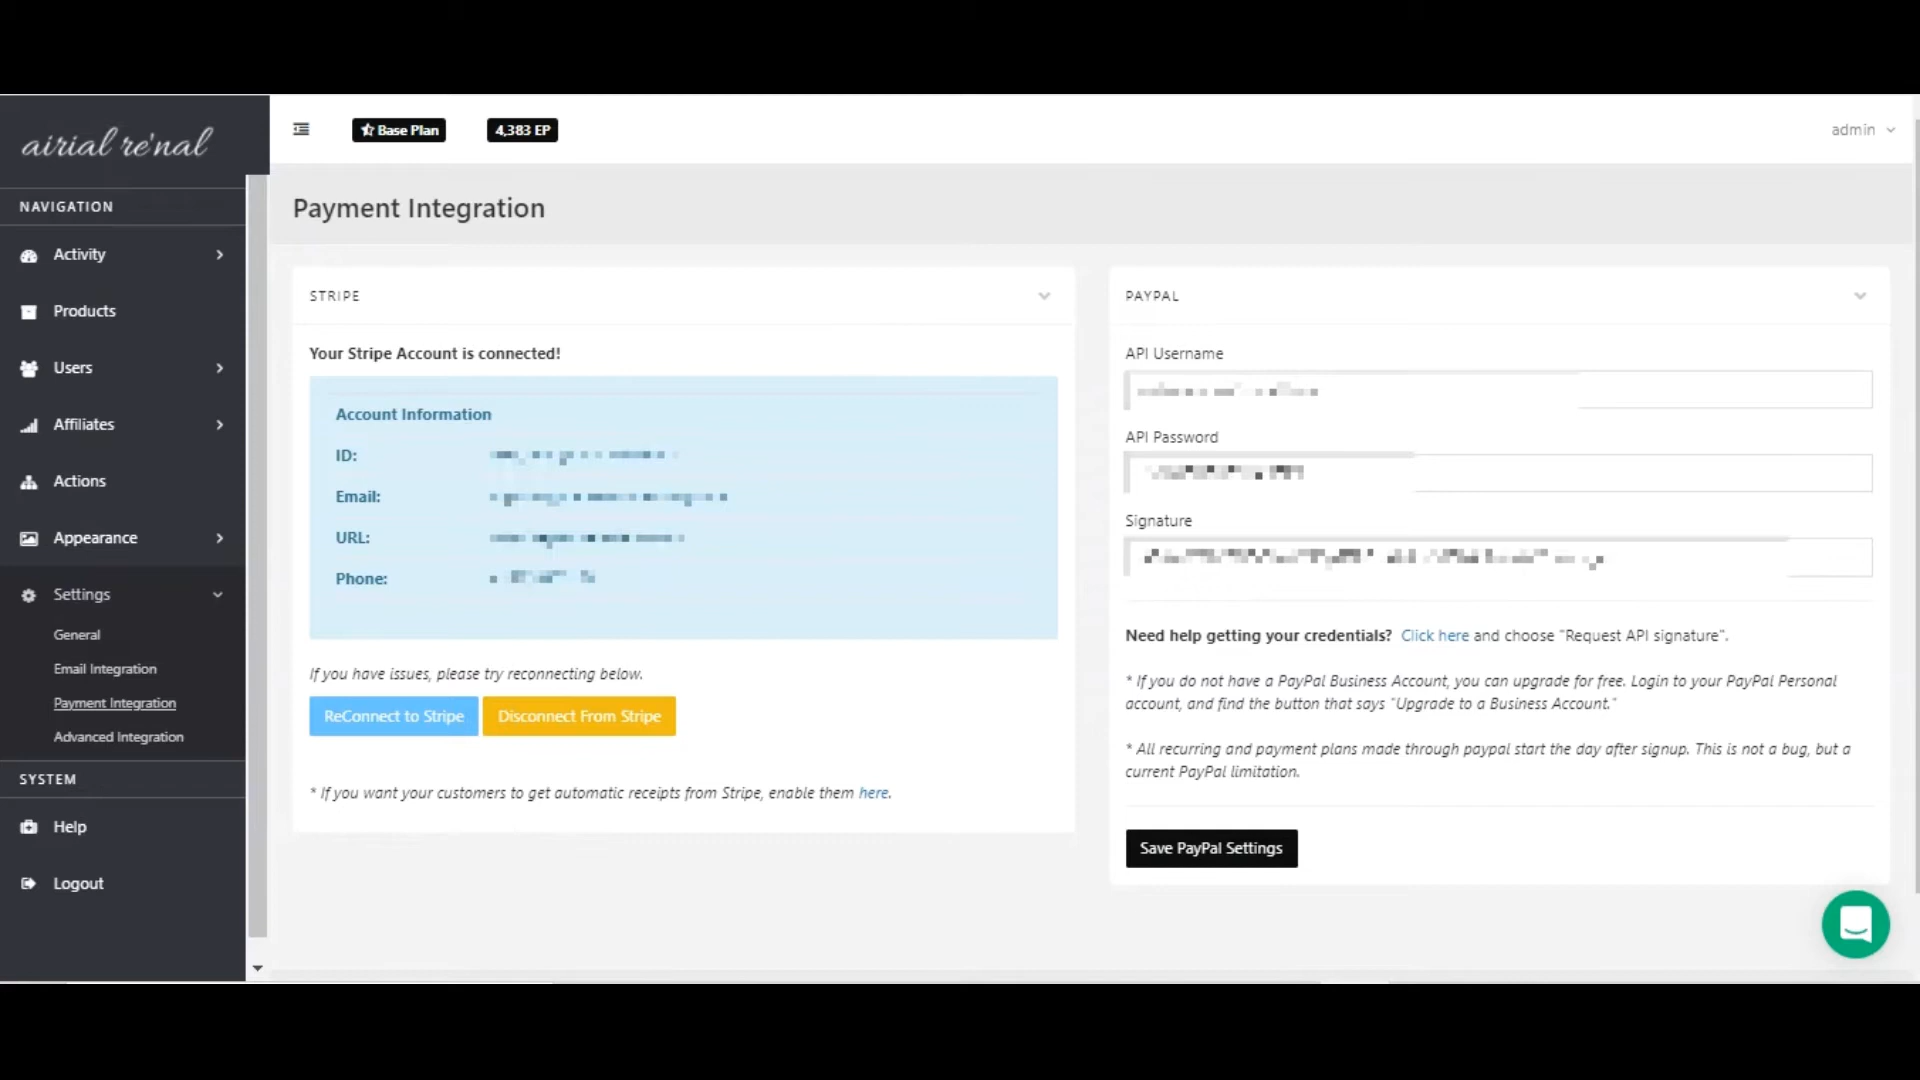 airial re'nal
Base Plan
4,383 EP
admin
NAVIGATION
Activity
Products
Users
Affiliates
Actions
Appearance
Settings
General
Email Integration
Payment Integration
Advanced Integration
SYSTEM
Help
Logout
Payment Integration
STRIPE
Your Stripe Account is connected!
Account Information
ID:
Email:
URL:
Phone:
If you have issues, please try reconnecting below.
ReConnect to Stripe
Disconnect From Stripe
* If you want your customers to get automatic receipts from Stripe, enable them here.
PAYPAL
API Username
API Password
Signature
Need help getting your credentials? Click here and choose "Request API signature".
* If you do not have a PayPal Business Account, you can upgrade for free. Login to your PayPal Personal
account, and find the button that says "Upgrade to a Business Account."
* All recurring and payment plans made through paypal start the day after signup. This is not a bug, but a
current PayPal limitation.
Save PayPal Settings